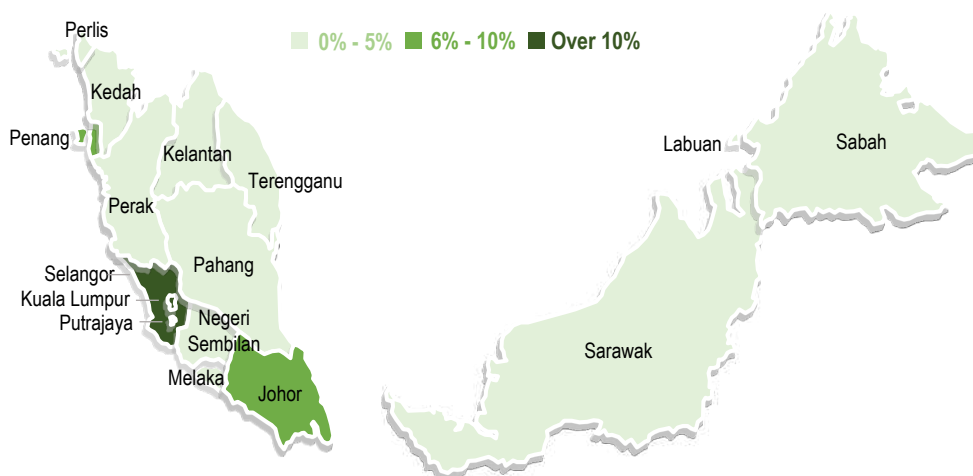 0% - 5% 6% - 10% Over 10%
Perlis
Kedah
Penang
Kelantan
Terengganu
Perak
Pahang
Selangor
Kuala Lumpur
Putrajaya
Negeri
Sembilan
Melaka
Johor
Labuan
Sabah
Sarawak